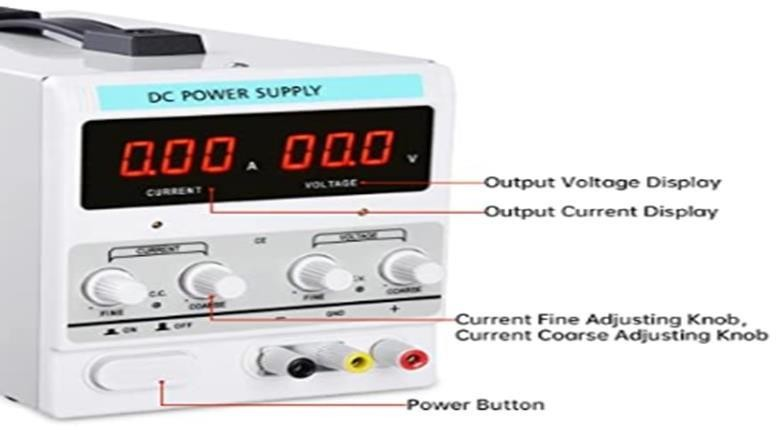 DC POWER SUPPLY
0.00 A 00.0 V
CURRENT VOLTAGE
Output Voltage Display
Output Current Display
CURRENT CE VOLTAGE
C.C. C.V.
FINE COARSE FINE COARSE
ON OFF − GND +
Current Fine Adjusting Knob,
Current Coarse Adjusting Knob
Power Button